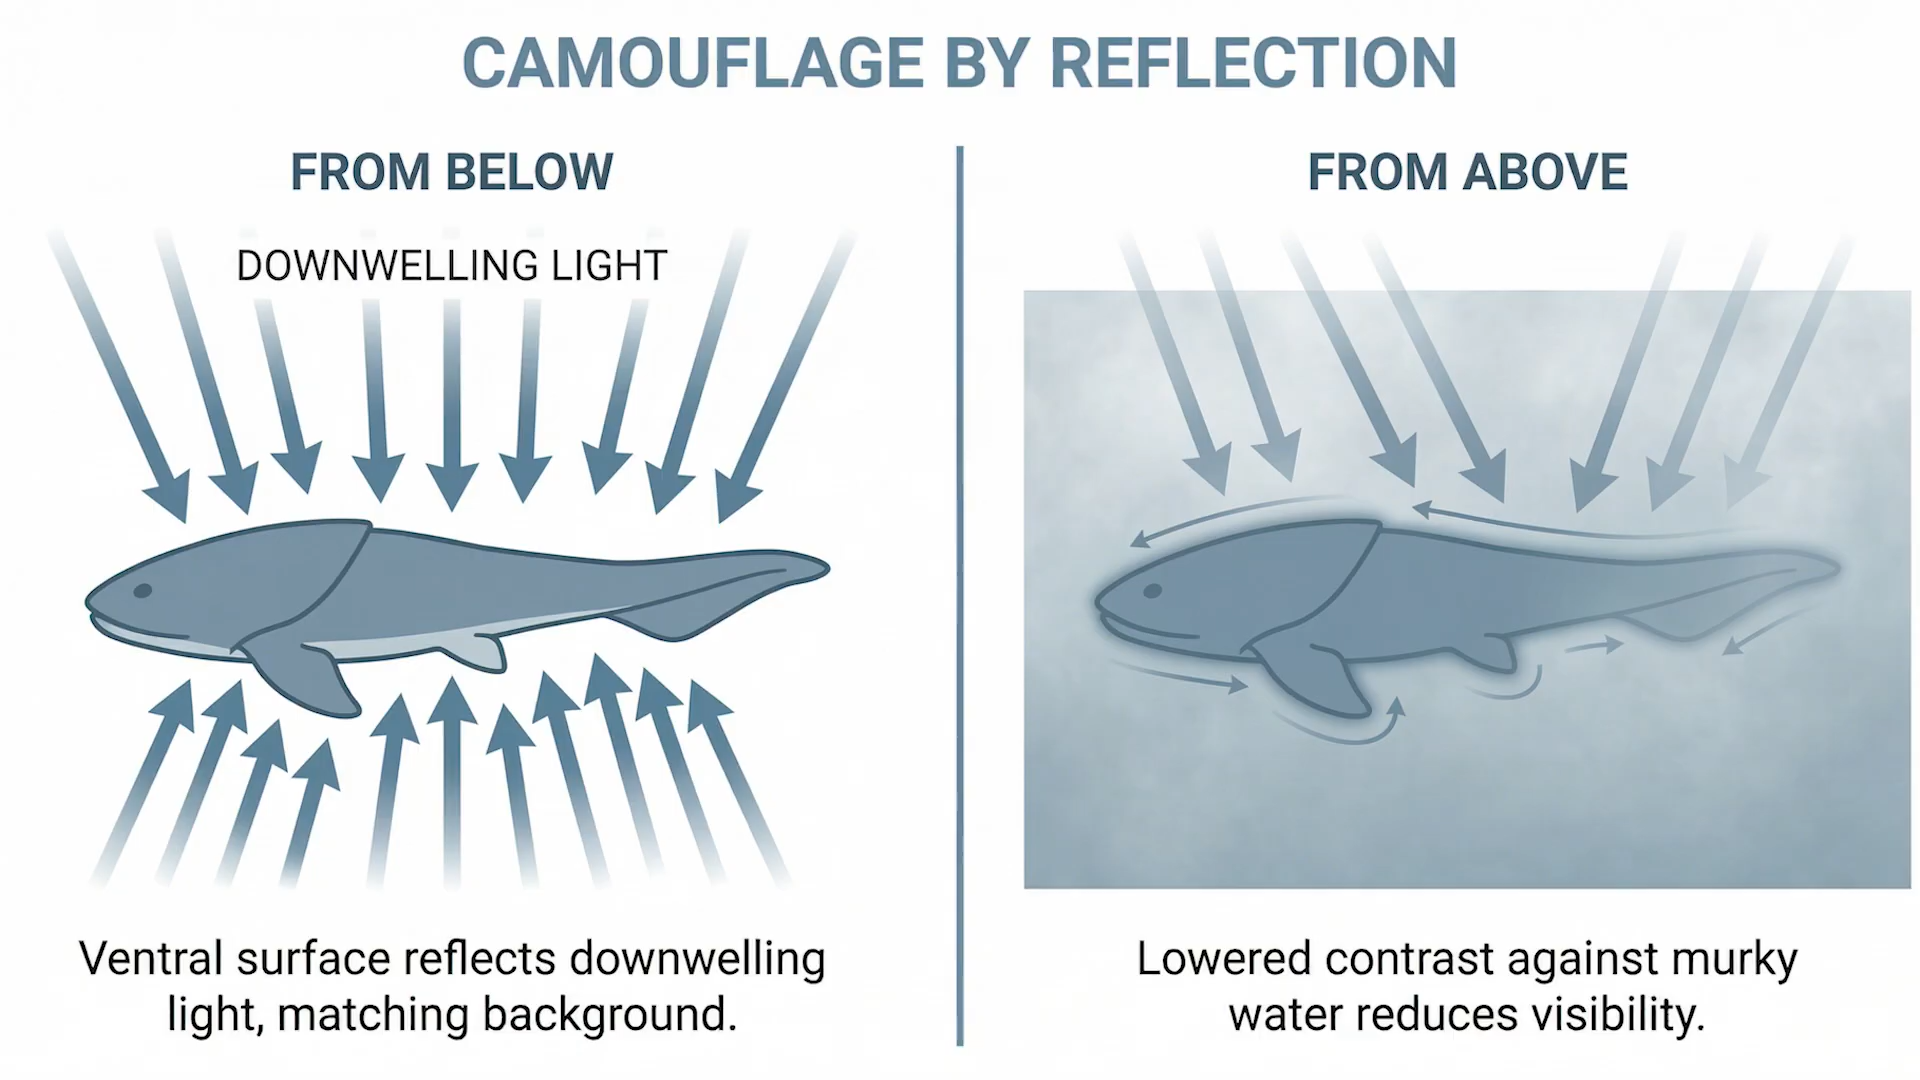 CAMOUFLAGE BY REFLECTION
FROM BELOW
DOWNWELLING LIGHT
Ventral surface reflects downwelling
light, matching background.
FROM ABOVE
Lowered contrast against murky
water reduces visibility.